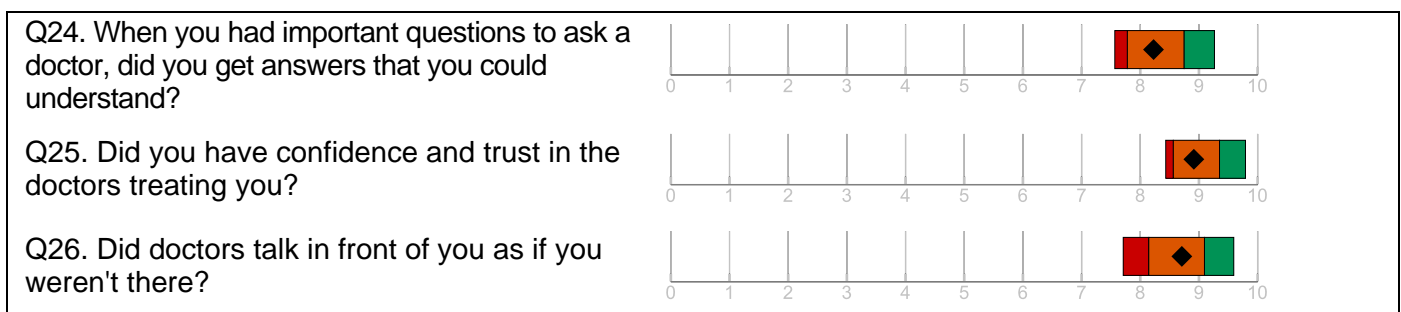 Q24. When you had important questions to ask a
doctor, did you get answers that you could
understand?
0 1 2 3 4 5 6 7 8 9 10
Q25. Did you have confidence and trust in the
doctors treating you?
0 1 2 3 4 5 6 7 8 9 10
Q26. Did doctors talk in front of you as if you
weren't there?
0 1 2 3 4 5 6 7 8 9 10